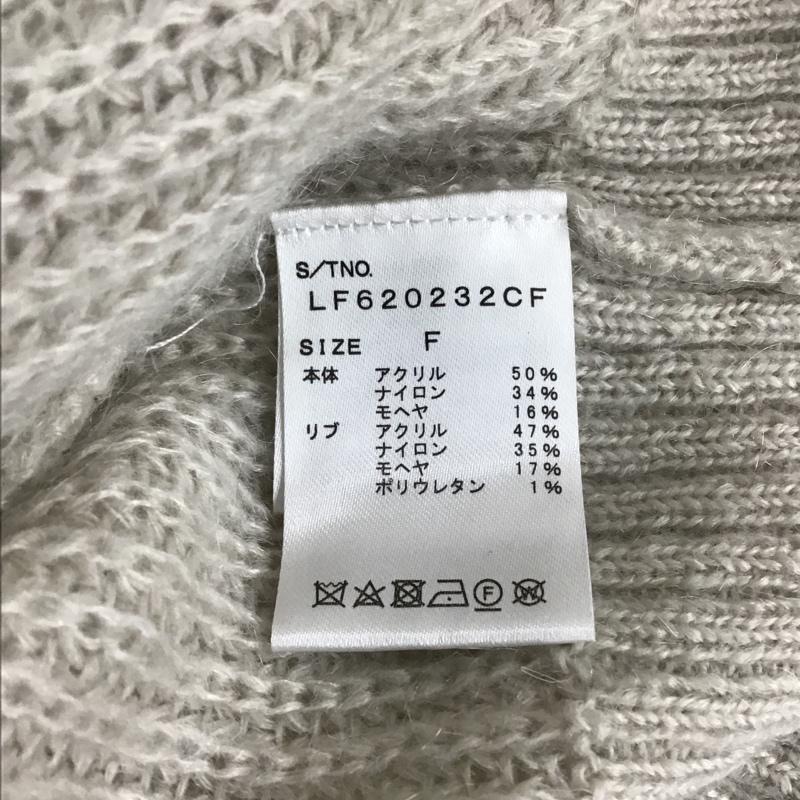 S/TNO.
LF620232CF
SIZE F
本体 アクリル 50%
ナイロン 34%
モヘヤ 16%
リブ アクリル 47%
ナイロン 35%
モヘヤ 17%
ポリウレタン 1%
F W